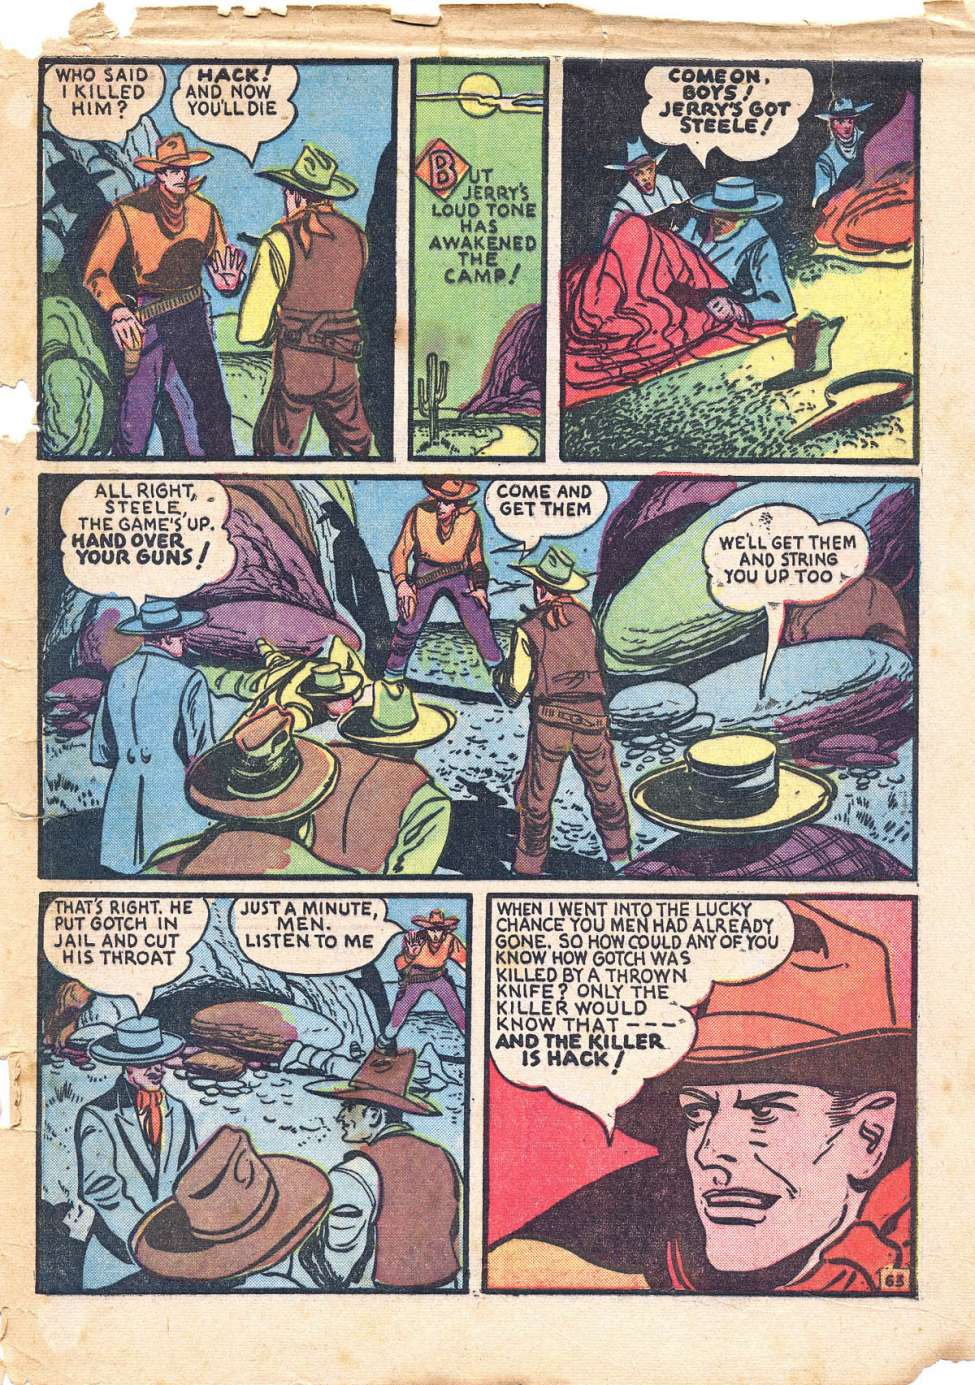 WHO SAID
I KILLED
HIM?
HACK!
AND NOW
YOU'LL DIE
BUT
JERRY'S
LOUD TONE
HAS
AWAKENED
THE
CAMP!
COME ON,
BOYS!
JERRY'S GOT
STEELE!
ALL RIGHT,
STEELE,
THE GAME'S UP.
HAND OVER
YOUR GUNS!
COME AND
GET THEM
WE'LL GET THEM
AND STRING
YOU UP TOO
THAT'S RIGHT. HE
PUT GOTCH IN
JAIL AND CUT
HIS THROAT
JUST A MINUTE,
MEN.
LISTEN TO ME
WHEN I WENT INTO THE LUCKY
CHANCE YOU MEN HAD ALREADY
GONE. SO HOW COULD ANY OF YOU
KNOW HOW GOTCH WAS
KILLED BY A THROWN
KNIFE? ONLY THE
KILLER WOULD
KNOW THAT ----
AND THE KILLER
IS HACK!
63